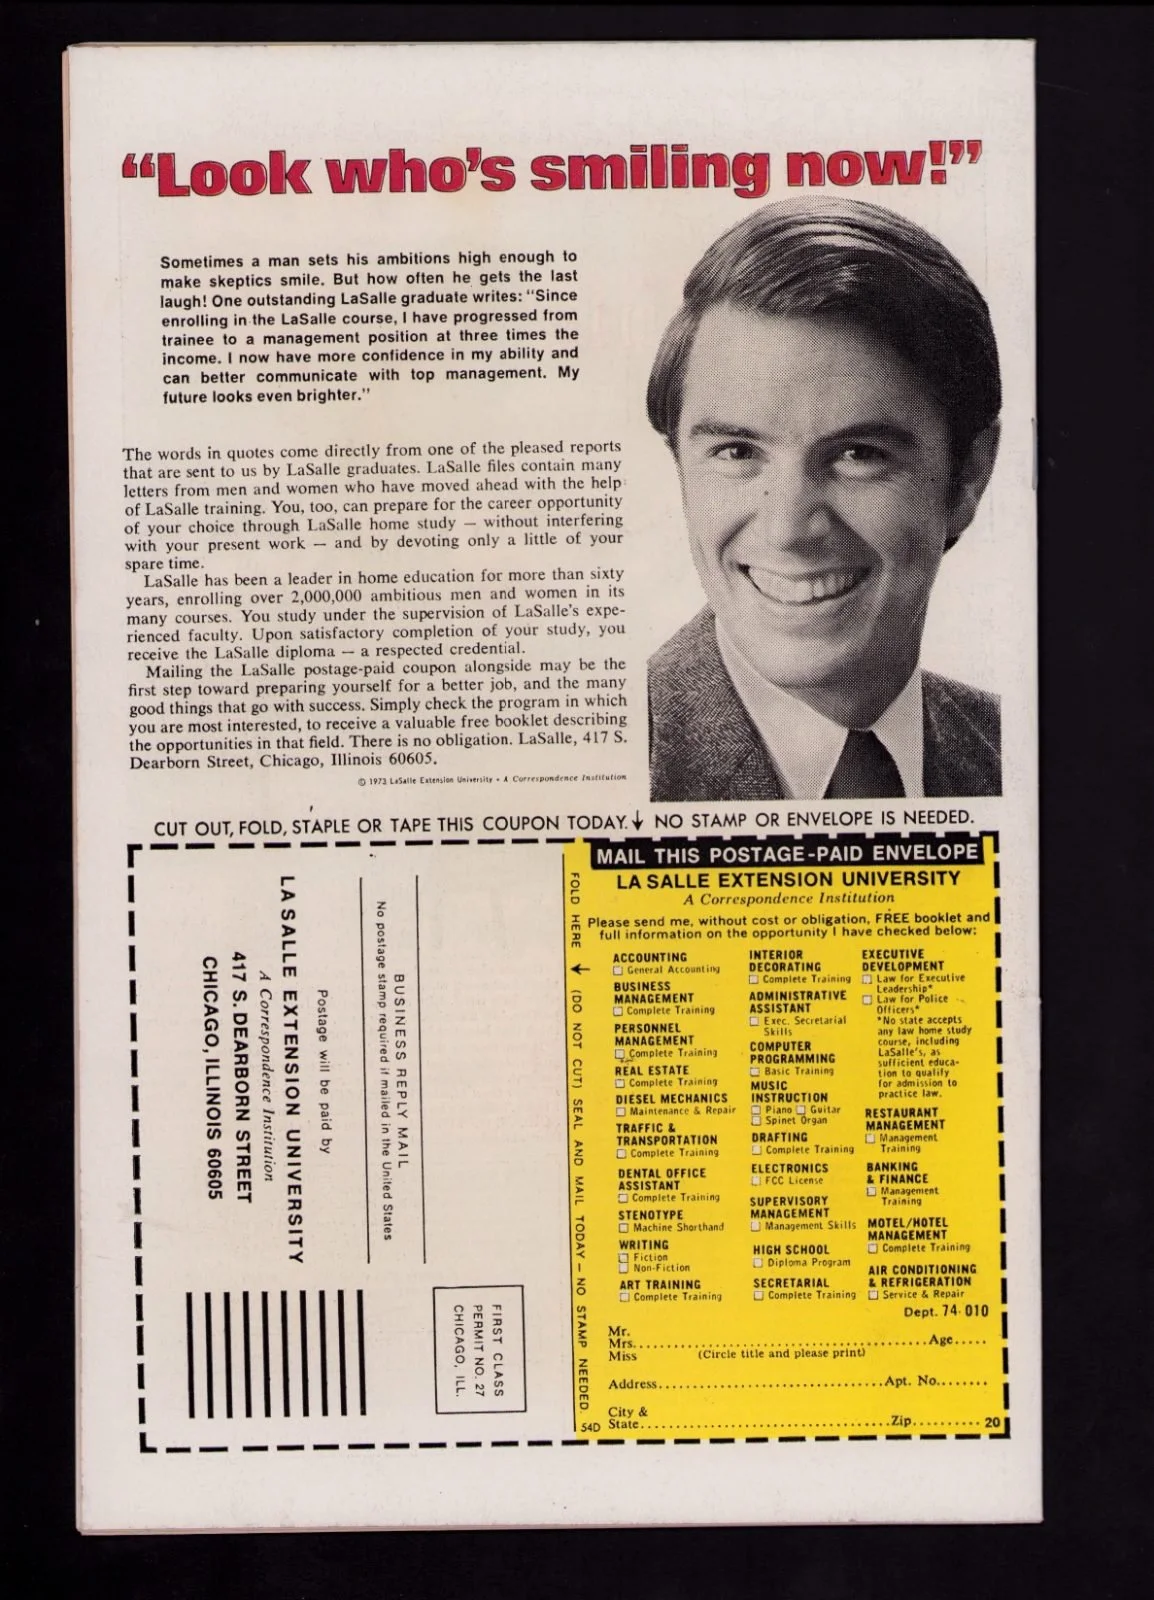 “Look who’s smiling now!”
Sometimes a man sets his ambitions high enough to
make skeptics smile. But how often he gets the last
laugh! One outstanding LaSalle graduate writes: “Since
enrolling in the LaSalle course, I have progressed from
trainee to a management position at three times the
income. I now have more confidence in my ability and
can better communicate with top management. My
future looks even brighter.”
The words in quotes come directly from one of the pleased reports
that are sent to us by LaSalle graduates. LaSalle files contain many
letters from men and women who have moved ahead with the help
of LaSalle training. You, too, can prepare for the career opportunity
of your choice through LaSalle home study — without interfering
with your present work — and by devoting only a little of your
spare time.
LaSalle has been a leader in home education for more than sixty
years, enrolling over 2,000,000 ambitious men and women in its
many courses. You study under the supervision of LaSalle’s expe-
rienced faculty. Upon satisfactory completion of your study, you
receive the LaSalle diploma — a respected credential.
Mailing the LaSalle postage-paid coupon alongside may be the
first step toward preparing yourself for a better job, and the many
good things that go with success. Simply check the program in which
you are most interested, to receive a valuable free booklet describing
the opportunities in that field. There is no obligation. LaSalle, 417 S.
Dearborn Street, Chicago, Illinois 60605.
© 1973 LaSalle Extension University • A Correspondence Institution
CUT OUT, FOLD, STAPLE OR TAPE THIS COUPON TODAY. ↓ NO STAMP OR ENVELOPE IS NEEDED.
FIRST CLASS
PERMIT NO. 27
CHICAGO, ILL.
BUSINESS REPLY MAIL
No postage stamp required if mailed in the United States
Postage will be paid by
LA SALLE EXTENSION UNIVERSITY
A Correspondence Institution
417 S. DEARBORN STREET
CHICAGO, ILLINOIS 60605
FOLD HERE (DO NOT CUT) SEAL AND MAIL TODAY — NO STAMP NEEDED.
54D
MAIL THIS POSTAGE-PAID ENVELOPE
LA SALLE EXTENSION UNIVERSITY
A Correspondence Institution
Please send me, without cost or obligation, FREE booklet and
full information on the opportunity I have checked below:
ACCOUNTING
☐ General Accounting
BUSINESS
MANAGEMENT
☐ Complete Training
PERSONNEL
MANAGEMENT
☐ Complete Training
REAL ESTATE
☐ Complete Training
DIESEL MECHANICS
☐ Maintenance & Repair
TRAFFIC &
TRANSPORTATION
☐ Complete Training
DENTAL OFFICE
ASSISTANT
☐ Complete Training
STENOTYPE
☐ Machine Shorthand
WRITING
☐ Fiction
☐ Non-Fiction
ART TRAINING
☐ Complete Training
INTERIOR
DECORATING
☐ Complete Training
ADMINISTRATIVE
ASSISTANT
☐ Exec. Secretarial
Skills
COMPUTER
PROGRAMMING
☐ Basic Training
MUSIC
INSTRUCTION
☐ Piano ☐ Guitar
☐ Spinet Organ
DRAFTING
☐ Complete Training
ELECTRONICS
☐ FCC License
SUPERVISORY
MANAGEMENT
☐ Management Skills
HIGH SCHOOL
☐ Diploma Program
SECRETARIAL
☐ Complete Training
EXECUTIVE
DEVELOPMENT
☐ Law for Executive
Leadership*
☐ Law for Police
Officers*
*No state accepts
any law home study
course, including
LaSalle’s, as
sufficient educa-
tion to qualify
for admission to
practice law.
RESTAURANT
MANAGEMENT
☐ Management
Training
BANKING
& FINANCE
☐ Management
Training
MOTEL/HOTEL
MANAGEMENT
☐ Complete Training
AIR CONDITIONING
& REFRIGERATION
☐ Service & Repair
Dept. 74-010
Mr.
Mrs. Age
Miss (Circle title and please print)
Address Apt. No.
City &
State Zip 20